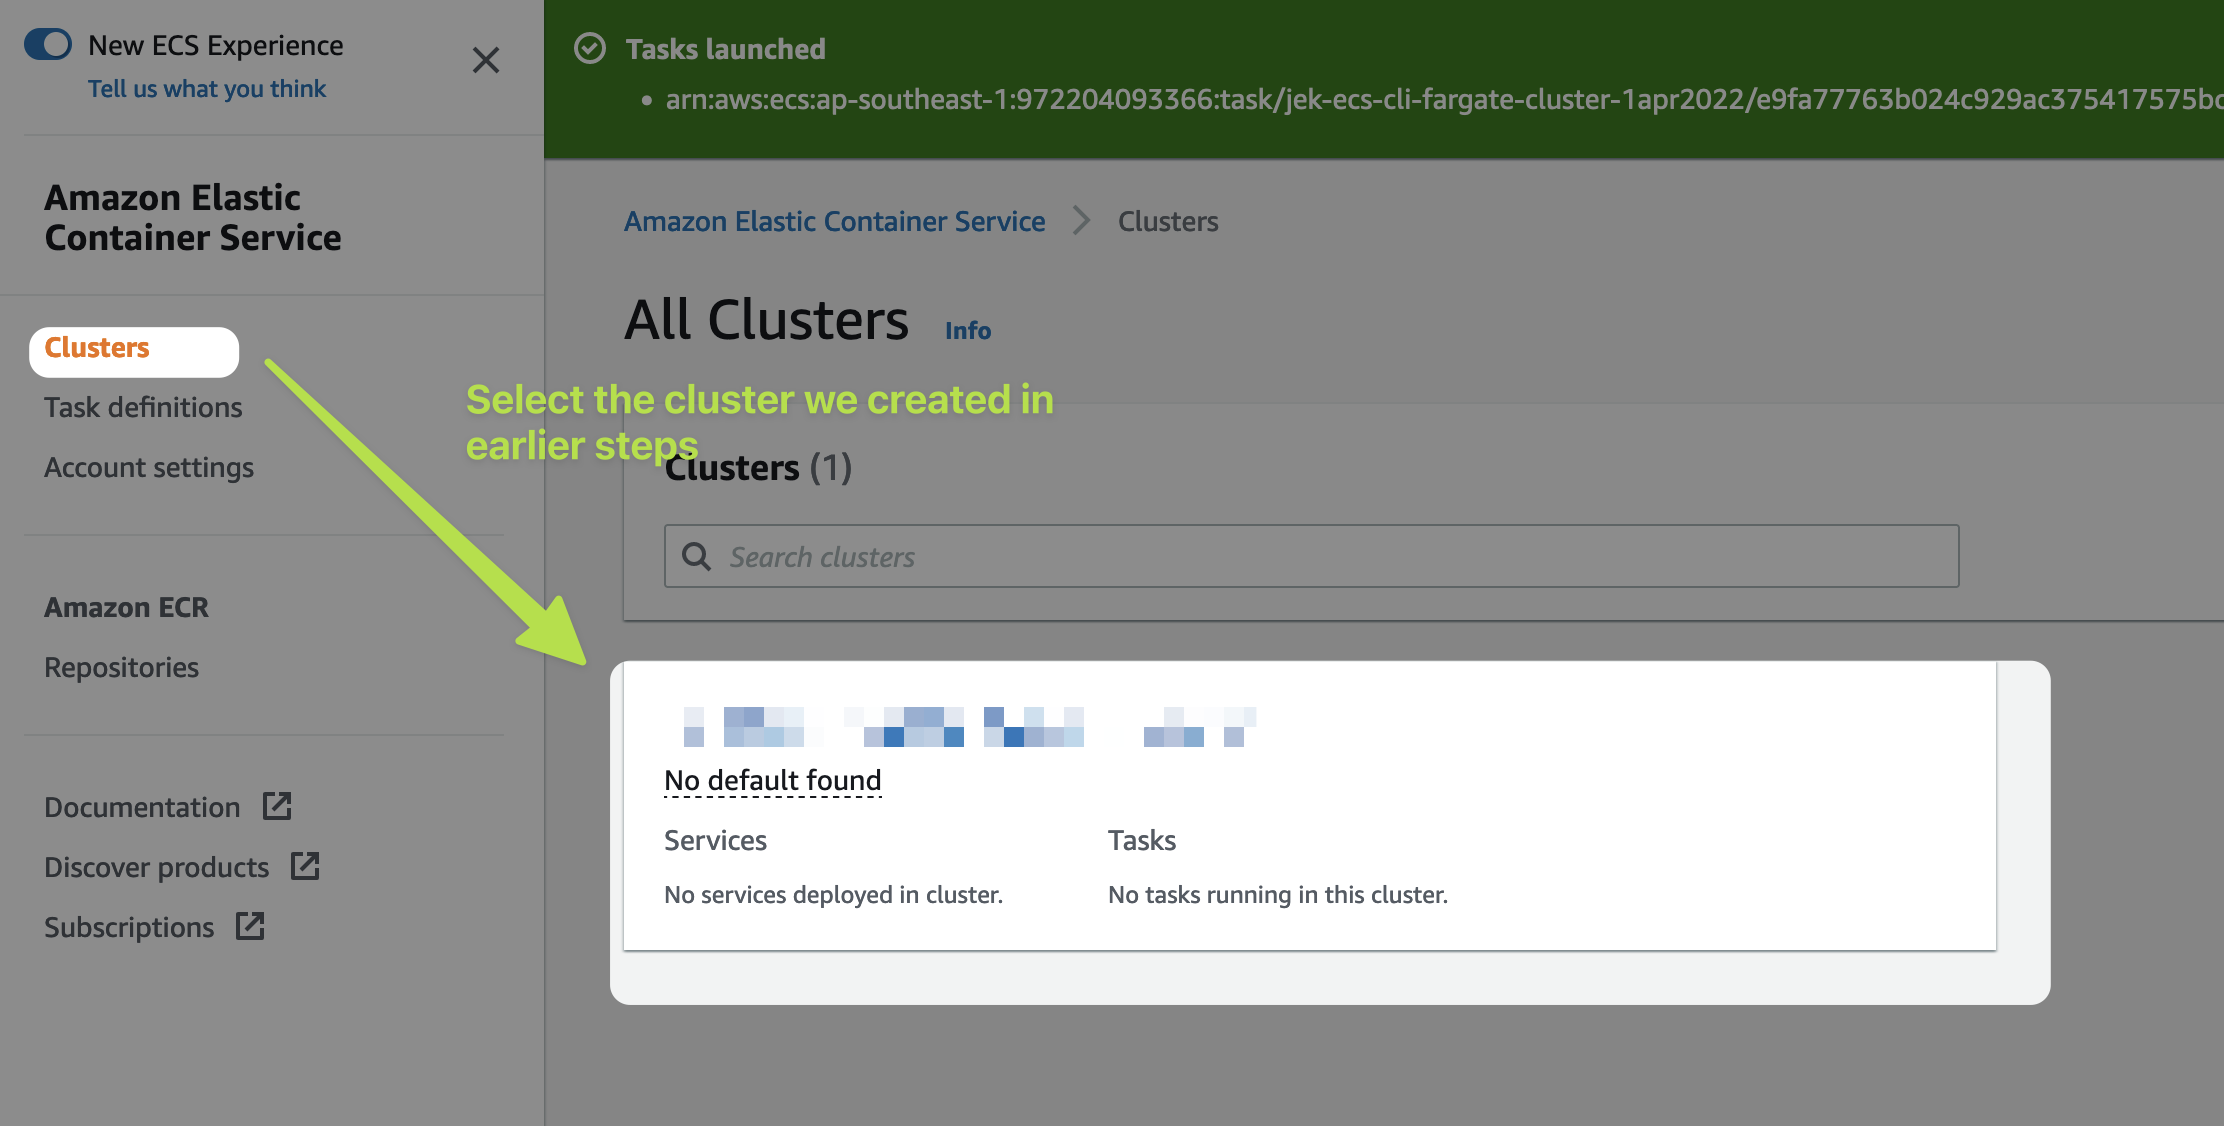 New ECS Experience
Tell us what you think
Amazon Elastic
Container Service
Clusters
Task definitions
Account settings
Amazon ECR
Repositories
Documentation
Discover products
Subscriptions
Tasks launched
• arn:aws:ecs:ap-southeast-1:972204093366:task/jek-ecs-cli-fargate-cluster-1apr2022/e9fa77763b024c929ac375417575bc
Amazon Elastic Container Service > Clusters
All Clusters Info
Select the cluster we created in
earlier steps
Clusters (1)
Search clusters
No default found
Services Tasks
No services deployed in cluster. No tasks running in this cluster.